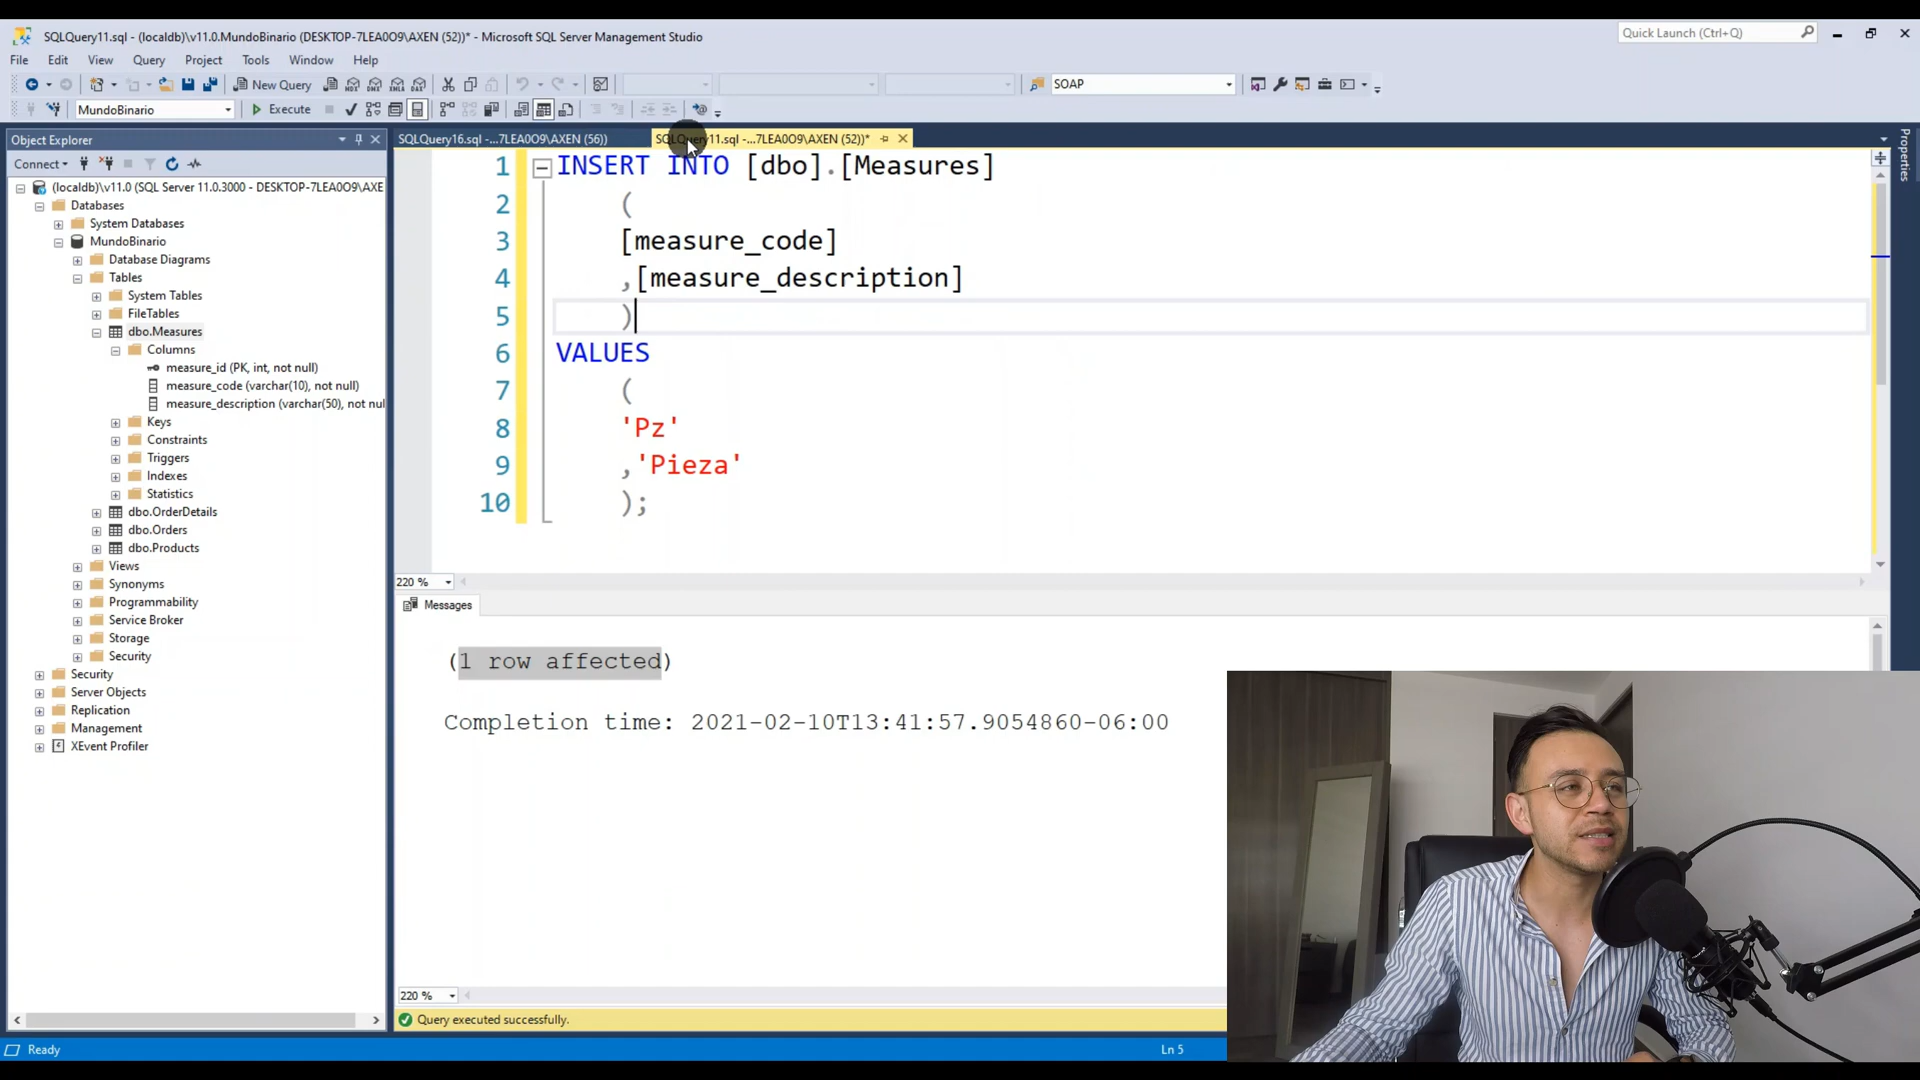 SQLQuery11.sql - (localdb)\v11.0.MundoBinario (DESKTOP-7LEA0O9\AXEN (52))* - Microsoft SQL Server Management Studio
Quick Launch (Ctrl+Q)
File Edit View Query Project Tools Window Help
New Query
SOAP
MundoBinario
Execute
Object Explorer
SQLQuery16.sql -...7LEA0O9\AXEN (56))
SQLQuery11.sql -...7LEA0O9\AXEN (52))*
Properties
Connect
(localdb)\v11.0 (SQL Server 11.0.3000 - DESKTOP-7LEA0O9\AXE
Databases
System Databases
MundoBinario
Database Diagrams
Tables
System Tables
FileTables
dbo.Measures
Columns
measure_id (PK, int, not null)
measure_code (varchar(10), not null)
measure_description (varchar(50), not nul
Keys
Constraints
Triggers
Indexes
Statistics
dbo.OrderDetails
dbo.Orders
dbo.Products
Views
Synonyms
Programmability
Service Broker
Storage
Security
Security
Server Objects
Replication
Management
XEvent Profiler
1 INSERT INTO [dbo].[Measures]
2 (
3 [measure_code]
4 ,[measure_description]
5 )
6 VALUES
7 (
8 'Pz'
9 ,'Pieza'
10 );
220 %
Messages
(1 row affected)
Completion time: 2021-02-10T13:41:57.9054860-06:00
220 %
Query executed successfully.
Ready
Ln 5